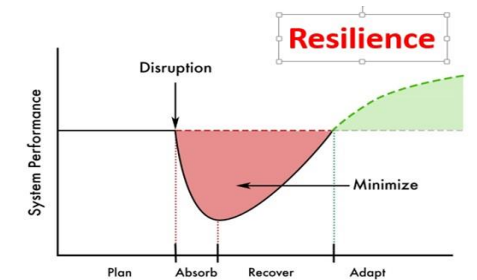 Resilience
Disruption
System Performance
Minimize
Plan
Absorb
Recover
Adapt